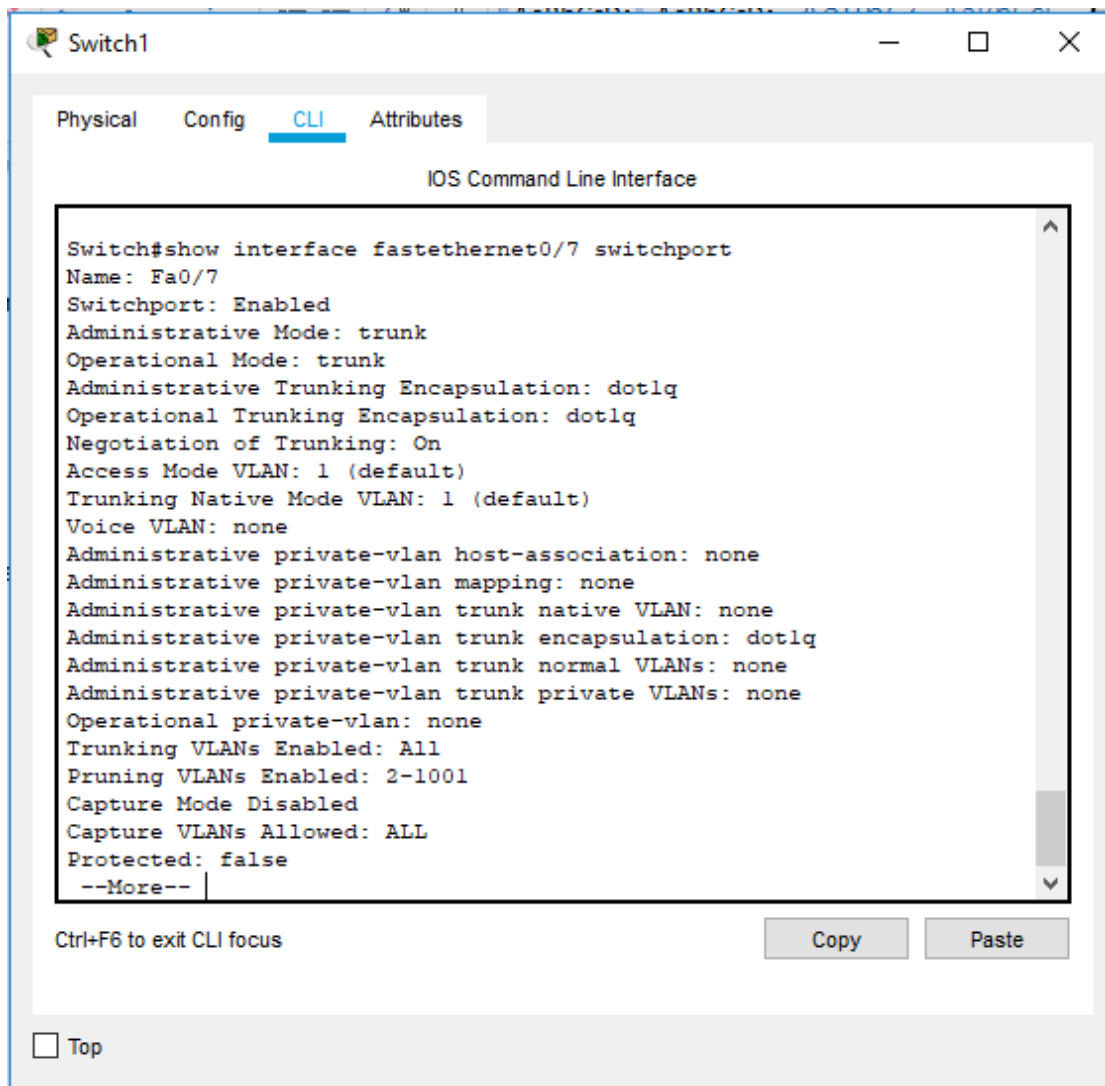 Switch1
Physical Config CLI Attributes
IOS Command Line Interface
Switch#show interface fastethernet0/7 switchport
Name: Fa0/7
Switchport: Enabled
Administrative Mode: trunk
Operational Mode: trunk
Administrative Trunking Encapsulation: dot1q
Operational Trunking Encapsulation: dot1q
Negotiation of Trunking: On
Access Mode VLAN: 1 (default)
Trunking Native Mode VLAN: 1 (default)
Voice VLAN: none
Administrative private-vlan host-association: none
Administrative private-vlan mapping: none
Administrative private-vlan trunk native VLAN: none
Administrative private-vlan trunk encapsulation: dot1q
Administrative private-vlan trunk normal VLANs: none
Administrative private-vlan trunk private VLANs: none
Operational private-vlan: none
Trunking VLANs Enabled: All
Pruning VLANs Enabled: 2-1001
Capture Mode Disabled
Capture VLANs Allowed: ALL
Protected: false
--More--
Ctrl+F6 to exit CLI focus
Copy Paste
Top